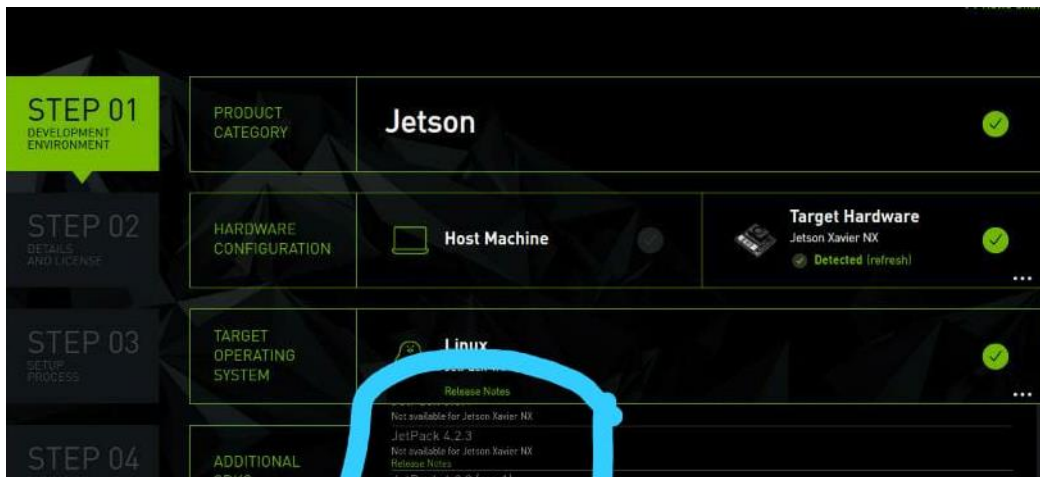 STEP 01
DEVELOPMENT
ENVIRONMENT
PRODUCT
CATEGORY
Jetson
STEP 02
DETAILS
AND LICENSE
HARDWARE
CONFIGURATION
Host Machine
Target Hardware
Jetson Xavier NX
Detected (refresh)
STEP 03
SETUP
PROCESS
TARGET
OPERATING
SYSTEM
Linux
Release Notes
Not available for Jetson Xavier NX
JetPack 4.2.3
Not available for Jetson Xavier NX
Release Notes
STEP 04
ADDITIONAL